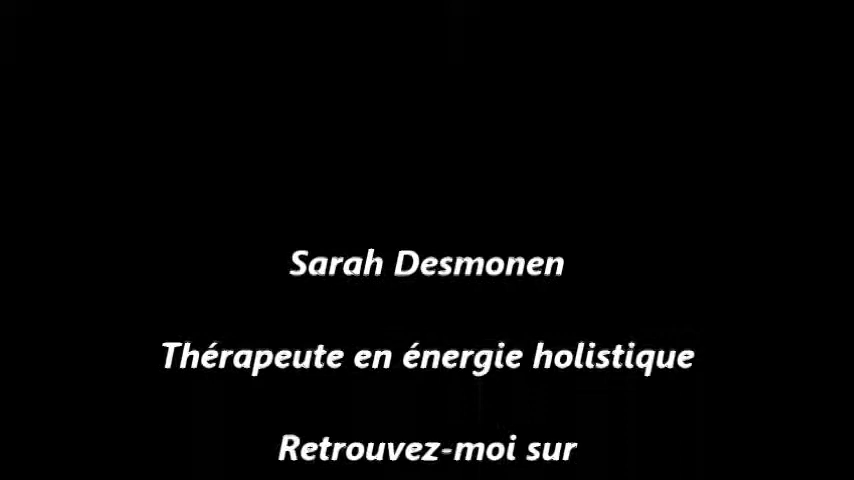 Sarah Desmonen
Thérapeute en énergie holistique
Retrouvez-moi sur